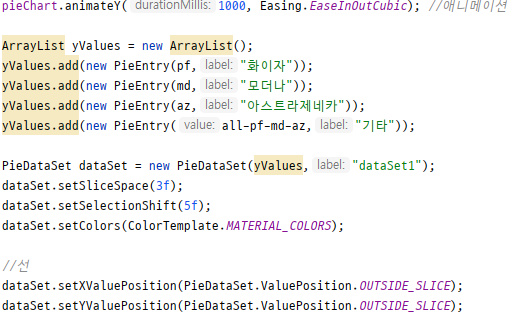 pieChart.animateY( durationMillis: 1000, Easing.EaseInOutCubic); //애니메이션
ArrayList yValues = new ArrayList();
yValues.add(new PieEntry(pf, label: "화이자"));
yValues.add(new PieEntry(md, label: "모더나"));
yValues.add(new PieEntry(az, label: "아스트라제네카"));
yValues.add(new PieEntry( value: all-pf-md-az, label: "기타"));
PieDataSet dataSet = new PieDataSet(yValues, label: "dataSet1");
dataSet.setSliceSpace(3f);
dataSet.setSelectionShift(5f);
dataSet.setColors(ColorTemplate.MATERIAL_COLORS);
//선
dataSet.setXValuePosition(PieDataSet.ValuePosition.OUTSIDE_SLICE);
dataSet.setYValuePosition(PieDataSet.ValuePosition.OUTSIDE_SLICE);